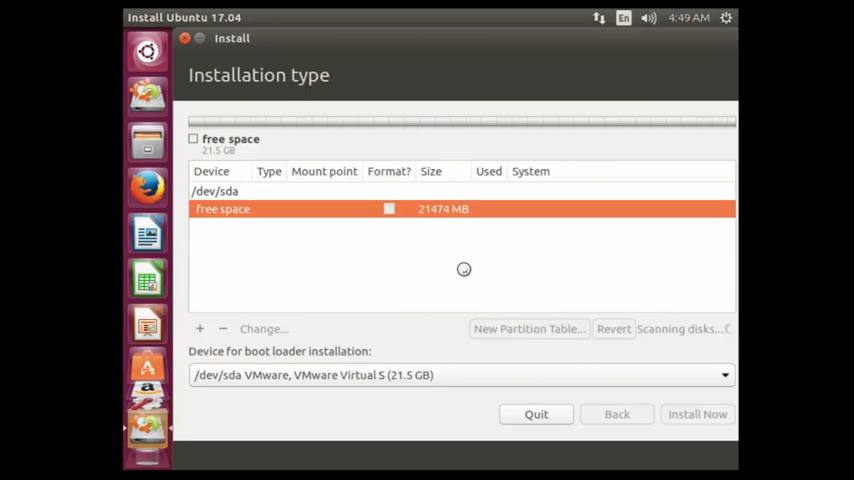 Install Ubuntu 17.04
En
4:49 AM
Install
Installation type
free space
21.5 GB
Device Type Mount point Format? Size Used System
/dev/sda
free space 21474 MB
+ − Change... New Partition Table... Revert Scanning disks...
Device for boot loader installation:
/dev/sda VMware, VMware Virtual S (21.5 GB)
Quit Back Install Now